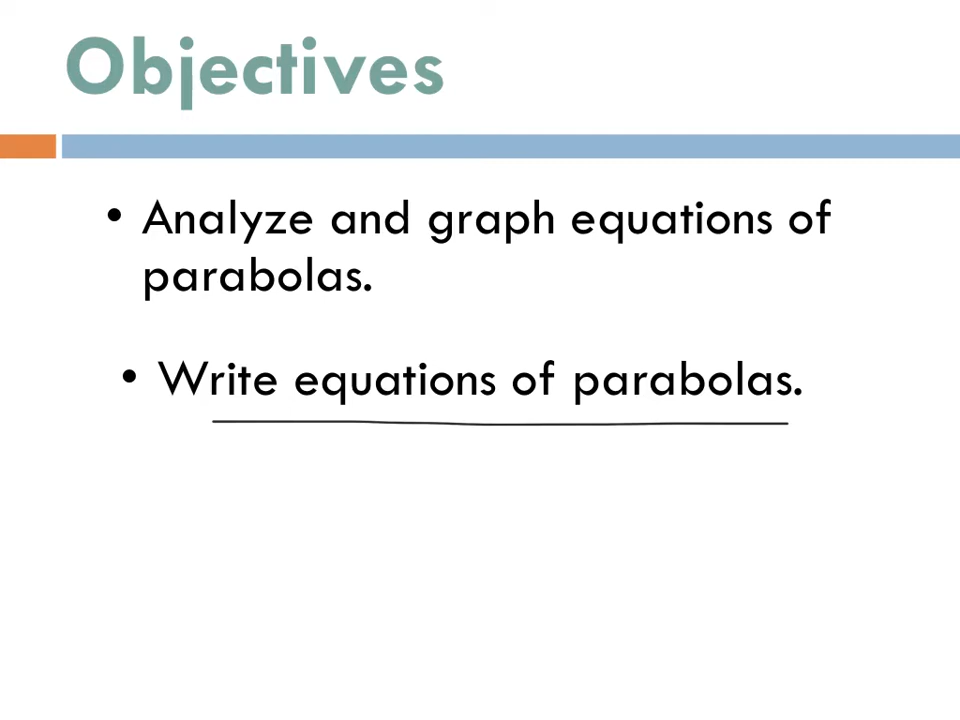 Objectives
• Analyze and graph equations of
parabolas.
• Write equations of parabolas.